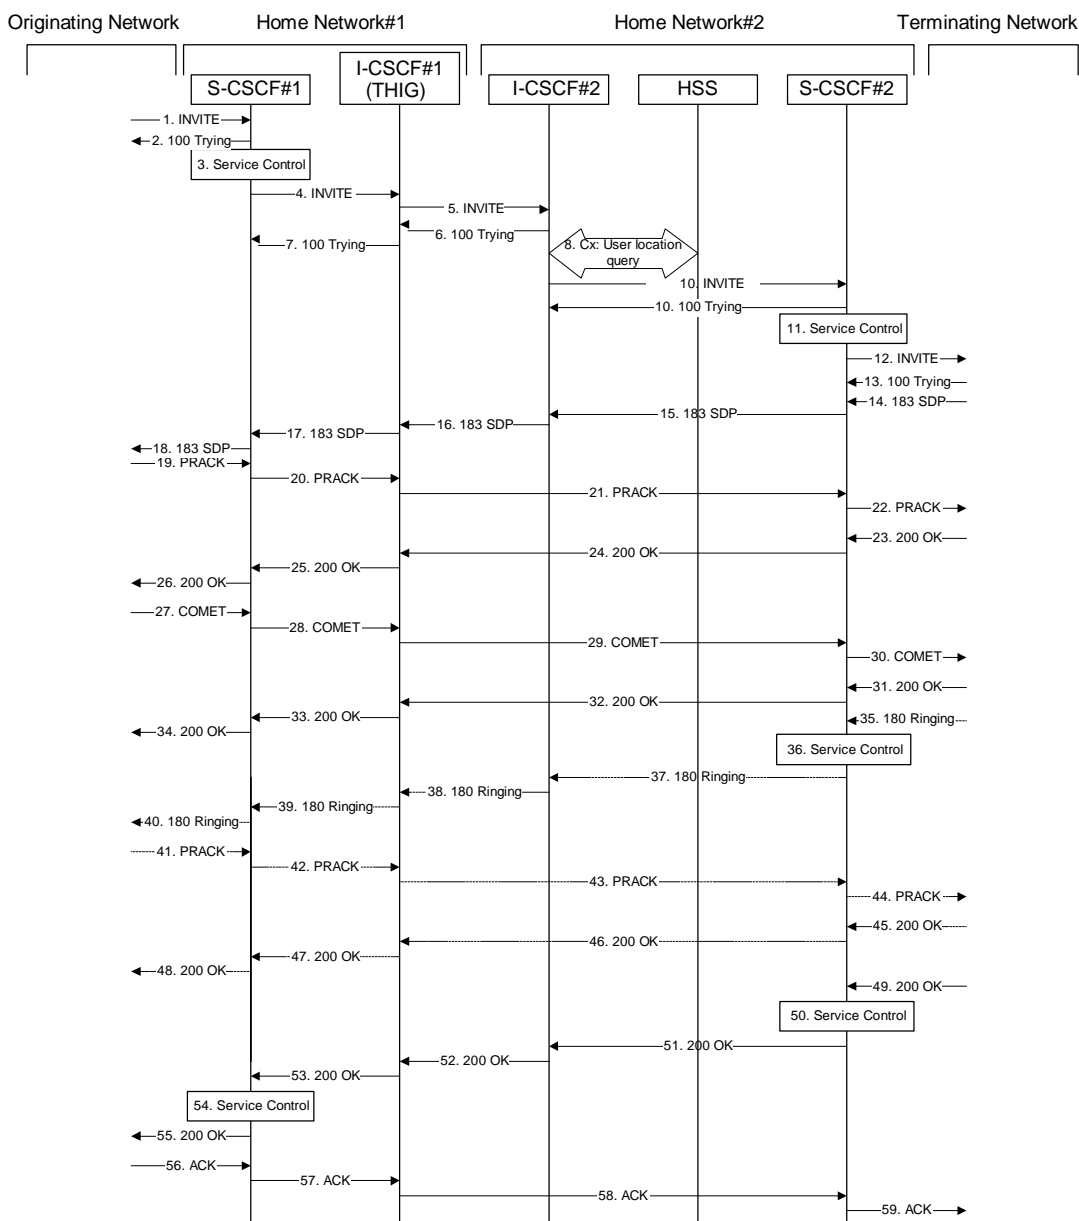 Originating Network
Home Network#1
Home Network#2
Terminating Network
S-CSCF#1
I-CSCF#1
(THIG)
I-CSCF#2
HSS
S-CSCF#2
1. INVITE
2. 100 Trying
3. Service Control
4. INVITE
5. INVITE
6. 100 Trying
7. 100 Trying
8. Cx: User location
query
10. INVITE
10. 100 Trying
11. Service Control
12. INVITE
13. 100 Trying
14. 183 SDP
15. 183 SDP
16. 183 SDP
17. 183 SDP
18. 183 SDP
19. PRACK
20. PRACK
21. PRACK
22. PRACK
23. 200 OK
24. 200 OK
25. 200 OK
26. 200 OK
27. COMET
28. COMET
29. COMET
30. COMET
31. 200 OK
32. 200 OK
33. 200 OK
34. 200 OK
35. 180 Ringing
36. Service Control
37. 180 Ringing
38. 180 Ringing
39. 180 Ringing
40. 180 Ringing
41. PRACK
42. PRACK
43. PRACK
44. PRACK
45. 200 OK
46. 200 OK
47. 200 OK
48. 200 OK
49. 200 OK
50. Service Control
51. 200 OK
52. 200 OK
53. 200 OK
54. Service Control
55. 200 OK
56. ACK
57. ACK
58. ACK
59. ACK